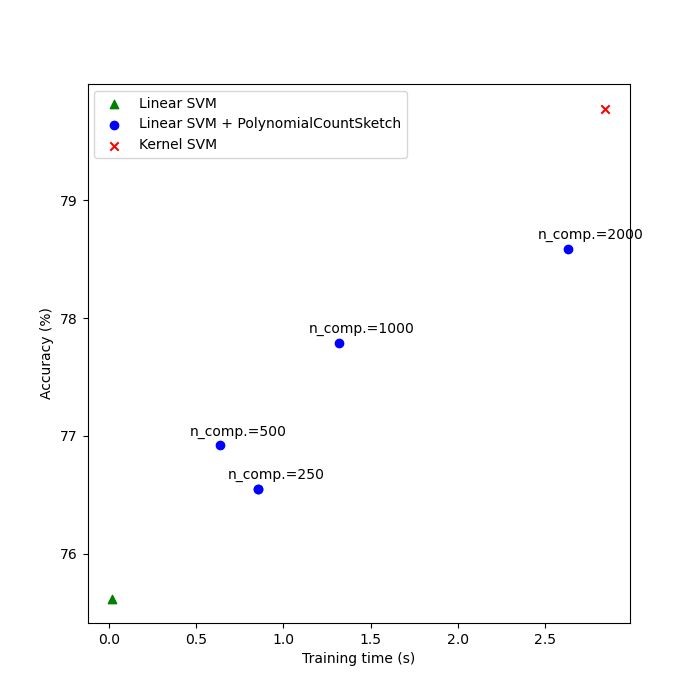 Linear SVM
Linear SVM + PolynomialCountSketch
Kernel SVM
79
n_comp.=2000
78
n_comp.=1000
77
n_comp.=500
n_comp.=250
76
Accuracy (%)
0.0 0.5 1.0 1.5 2.0 2.5
Training time (s)